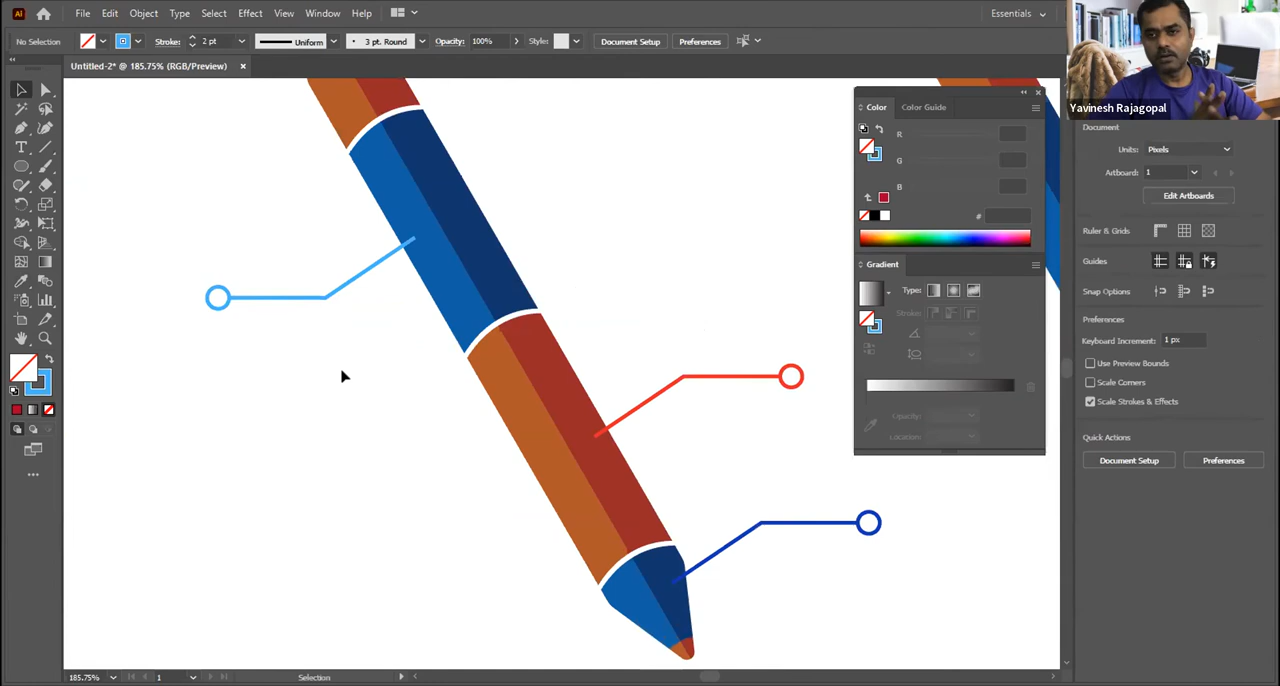 Ai File Edit Object Type Select Effect View Window Help Essentials
No Selection Stroke: 2 pt Uniform 3 pt. Round Opacity: 100% Style: Document Setup Preferences
Untitled-2* @ 185.75% (RGB/Preview) ×
Yavinesh Rajagopal
Color Color Guide
R
G
B
#
Gradient
Type:
Stroke:
Opacity:
Location:
Document
Units: Pixels
Artboard: 1
Edit Artboards
Ruler & Grids
Guides
Snap Options
Preferences
Keyboard Increment: 1 px
Use Preview Bounds
Scale Corners
Scale Strokes & Effects
Quick Actions
Document Setup Preferences
185.75% 1 Selection